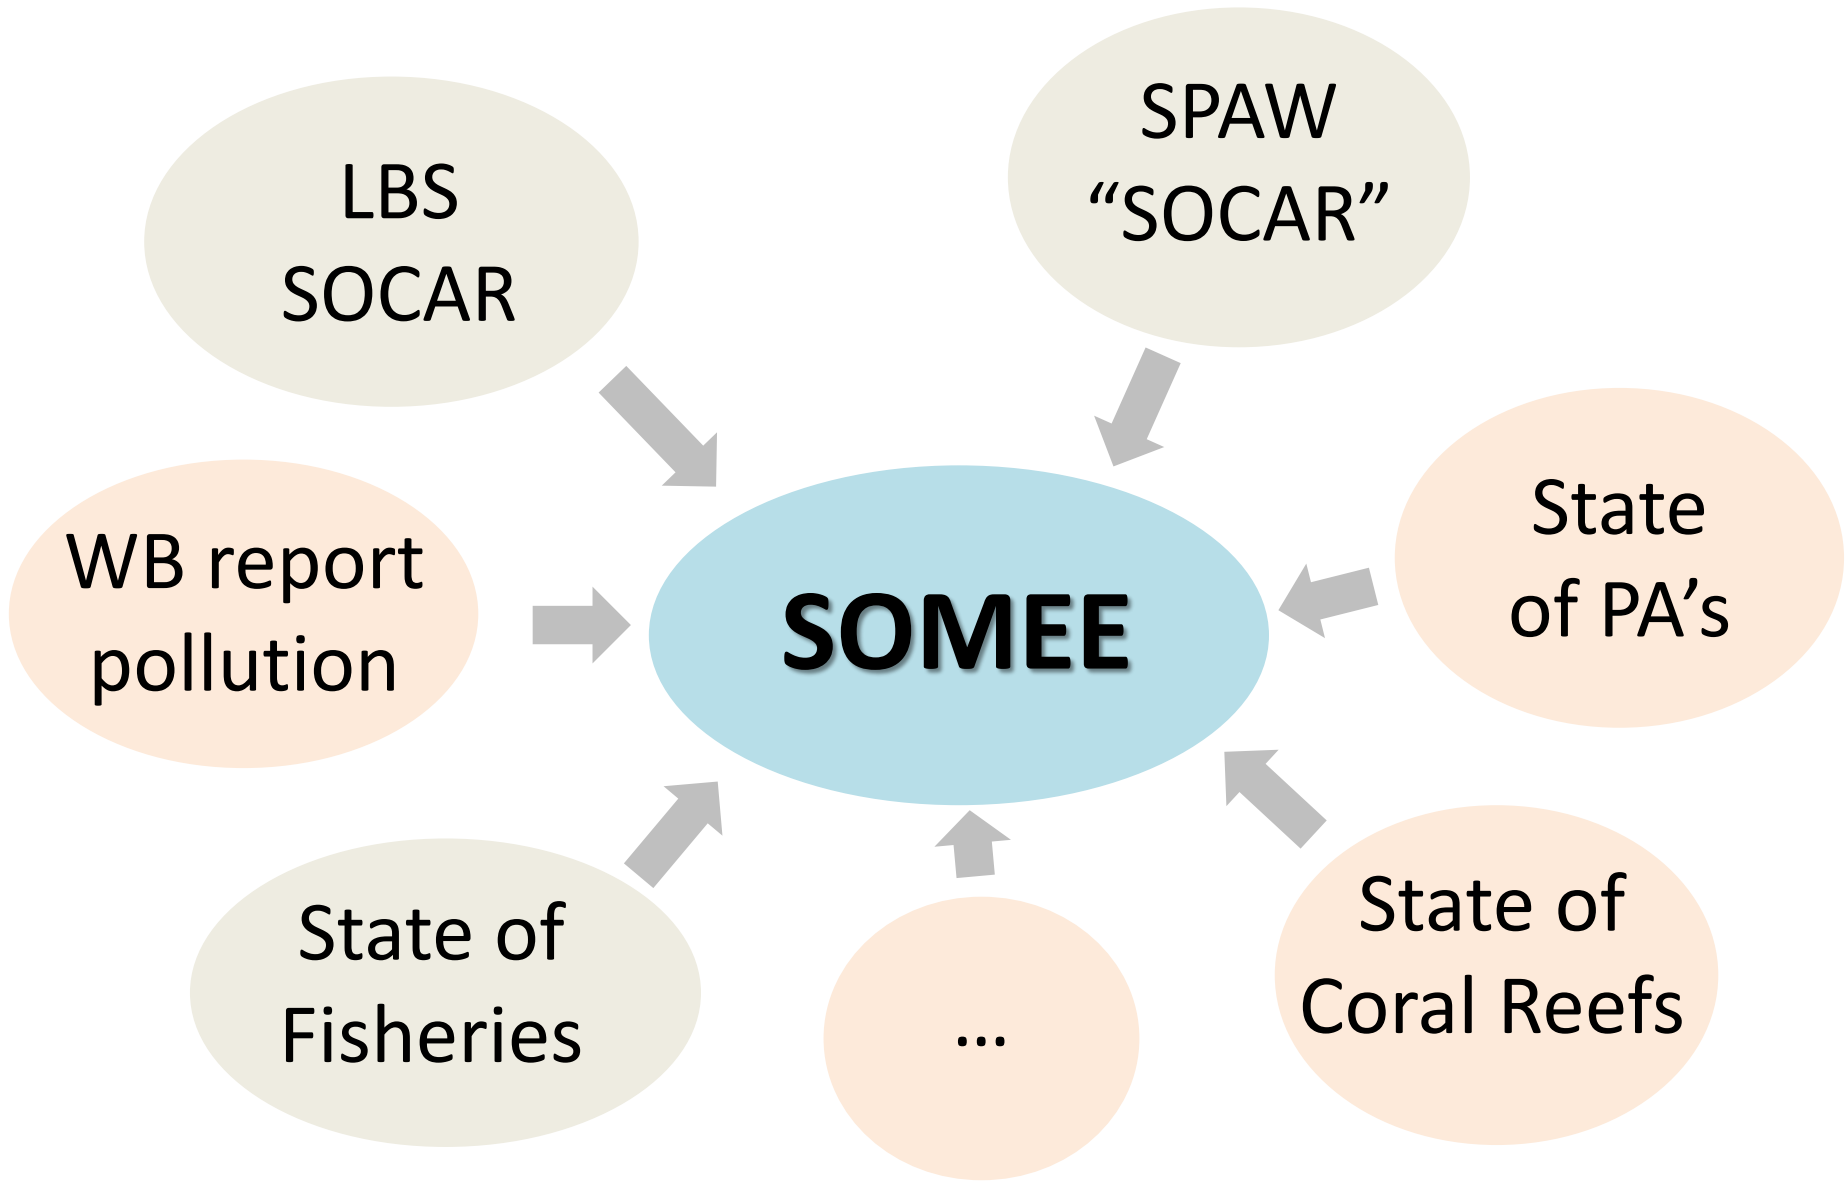 LBS
SOCAR
SPAW
“SOCAR”
WB report
pollution
SOMEE
State
of PA’s
State of
Fisheries
...
State of
Coral Reefs